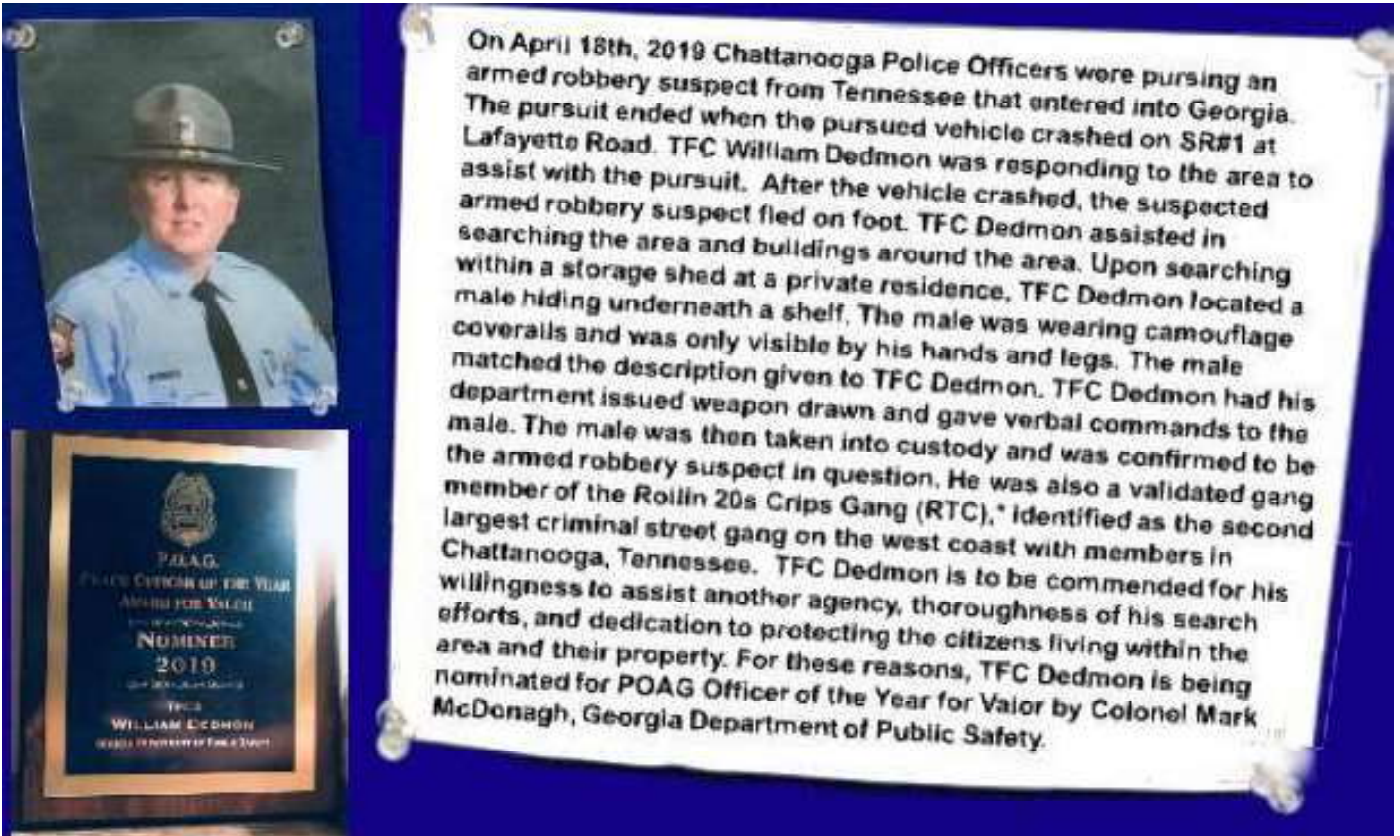 On April 18th, 2019 Chattanooga Police Officers were pursing an
armed robbery suspect from Tennessee that entered into Georgia.
The pursuit ended when the pursued vehicle crashed on SR#1 at
Lafayette Road. TFC William Dedmon was responding to the area to
assist with the pursuit. After the vehicle crashed, the suspected
armed robbery suspect fled on foot. TFC Dedmon assisted in
searching the area and buildings around the area. Upon searching
within a storage shed at a private residence, TFC Dedmon located a
male hiding underneath a shelf. The male was wearing camouflage
coveralls and was only visible by his hands and legs. The male
matched the description given to TFC Dedmon. TFC Dedmon had his
department issued weapon drawn and gave verbal commands to the
male. The male was then taken into custody and was confirmed to be
the armed robbery suspect in question. He was also a validated gang
member of the Rollin 20s Crips Gang (RTC),* identified as the second
largest criminal street gang on the west coast with members in
Chattanooga, Tennessee. TFC Dedmon is to be commended for his
willingness to assist another agency, thoroughness of his search
efforts, and dedication to protecting the citizens living within the
area and their property. For these reasons, TFC Dedmon is being
nominated for POAG Officer of the Year for Valor by Colonel Mark
McDonagh, Georgia Department of Public Safety.
P.O.A.G.
PEACE OFFICER OF THE YEAR
AWARD FOR VALOR
NOMINEE
2019
WILLIAM DEDMON
GEORGIA DEPARTMENT OF PUBLIC SAFETY